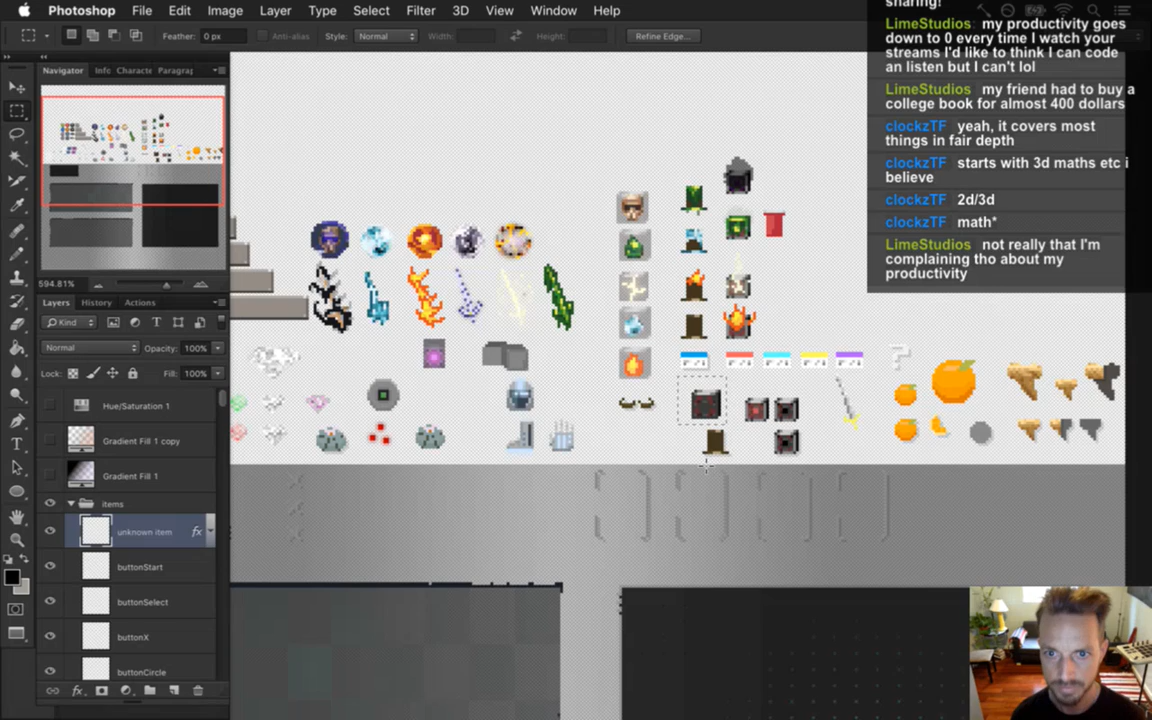 Photoshop File Edit Image Layer Type Select Filter 3D View Window Help
Feather: 0 px Anti-alias Style: Normal Width: Height: Refine Edge...
Navigator Info Characte Paragraj
594.81%
Layers History Actions
Kind
Normal Opacity: 100%
Lock: Fill: 100%
Hue/Saturation 1
Gradient Fill 1 copy
Gradient Fill 1
items
unknown item fx
buttonStart
buttonSelect
buttonX
buttonCircle
fx
sharing!
LimeStudios my productivity goes
down to 0 every time I watch your
streams I'd like to think I can code
an listen but I can't lol
LimeStudios my friend had to buy a
college book for almost 400 dollars
clockzTF yeah, it covers most
things in fair depth
clockzTF starts with 3d maths etc i
believe
clockzTF 2d/3d
clockzTF math*
LimeStudios not really that I'm
complaining tho about my
productivity